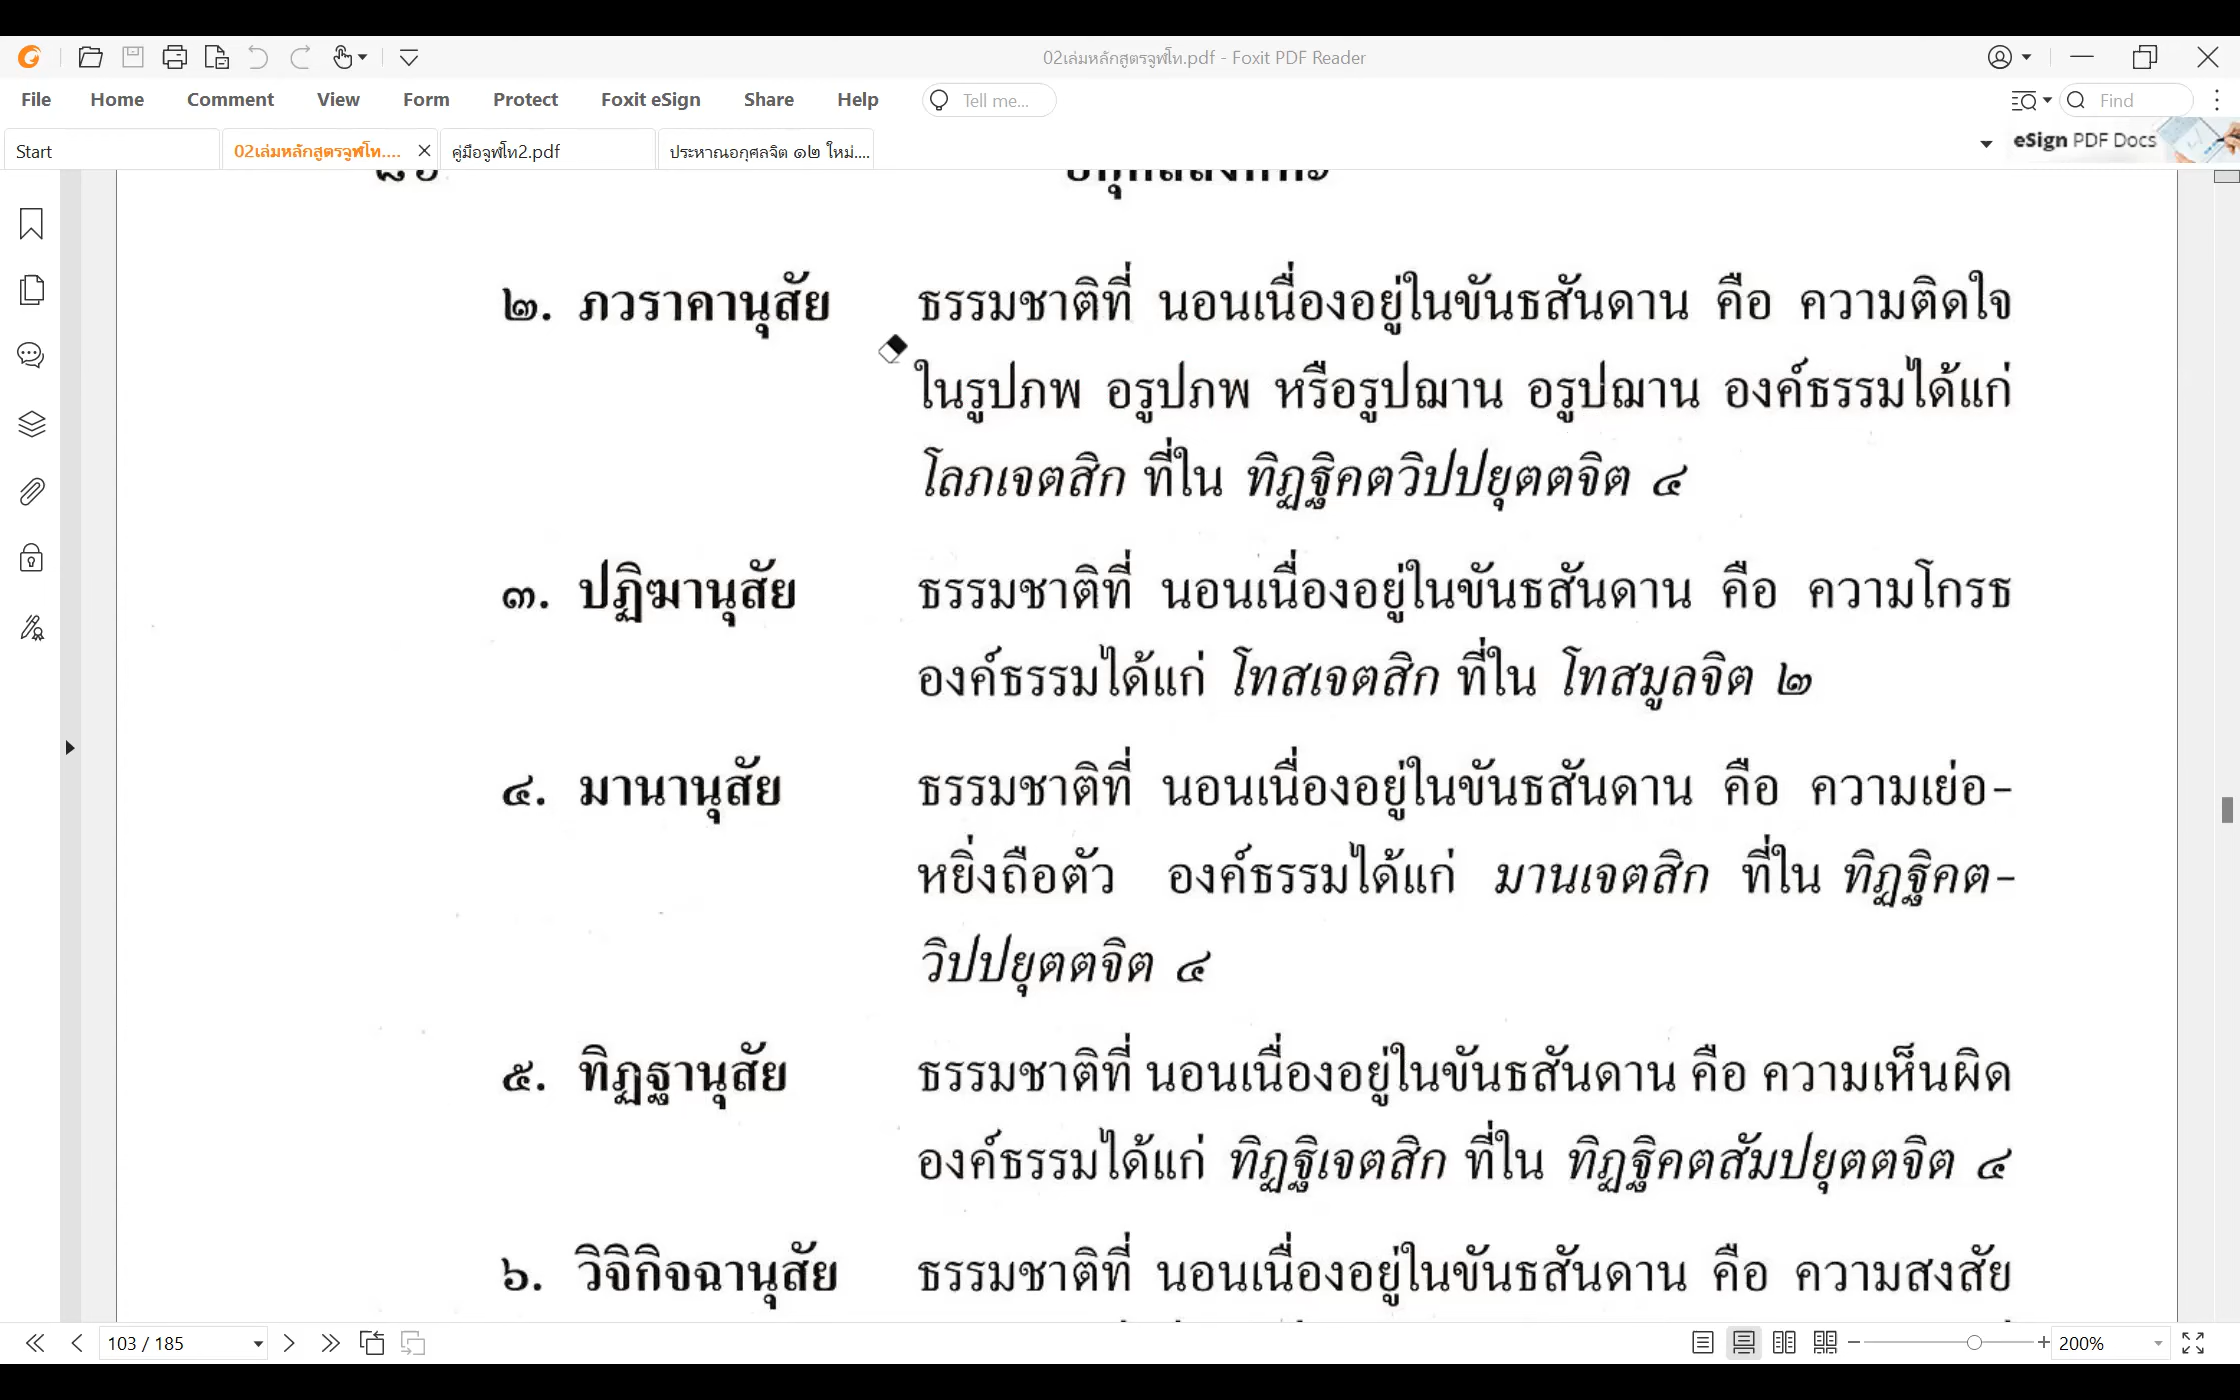 02เล่มหลักสูตรจูฬโท.pdf - Foxit PDF Reader
File Home Comment View Form Protect Foxit eSign Share Help Tell me... Find
Start 02เล่มหลักสูตรจูฬโท.... คู่มือจูฬโท2.pdf ประหาณอกุศลจิต ๑๒ ใหม่.... eSign PDF Docs
๒. ภวราคานุสัย ธรรมชาติที่ นอนเนื่องอยู่ในขันธสันดาน คือ ความติดใจ
ในรูปภพ อรูปภพ หรือรูปฌาน อรูปฌาน องค์ธรรมได้แก่
โลภเจตสิก ที่ใน ทิฏฐิคตวิปปยุตตจิต ๔
๓. ปฏิฆานุสัย ธรรมชาติที่ นอนเนื่องอยู่ในขันธสันดาน คือ ความโกรธ
องค์ธรรมได้แก่ โทสเจตสิก ที่ใน โทสมูลจิต ๒
๔. มานานุสัย ธรรมชาติที่ นอนเนื่องอยู่ในขันธสันดาน คือ ความเย่อ-
หยิ่งถือตัว องค์ธรรมได้แก่ มานเจตสิก ที่ใน ทิฏฐิคต-
วิปปยุตตจิต ๔
๕. ทิฏฐานุสัย ธรรมชาติที่ นอนเนื่องอยู่ในขันธสันดาน คือ ความเห็นผิด
องค์ธรรมได้แก่ ทิฏฐิเจตสิก ที่ใน ทิฏฐิคตสัมปยุตตจิต ๔
๖. วิจิกิจฉานุสัย ธรรมชาติที่ นอนเนื่องอยู่ในขันธสันดาน คือ ความสงสัย
103 / 185 200%